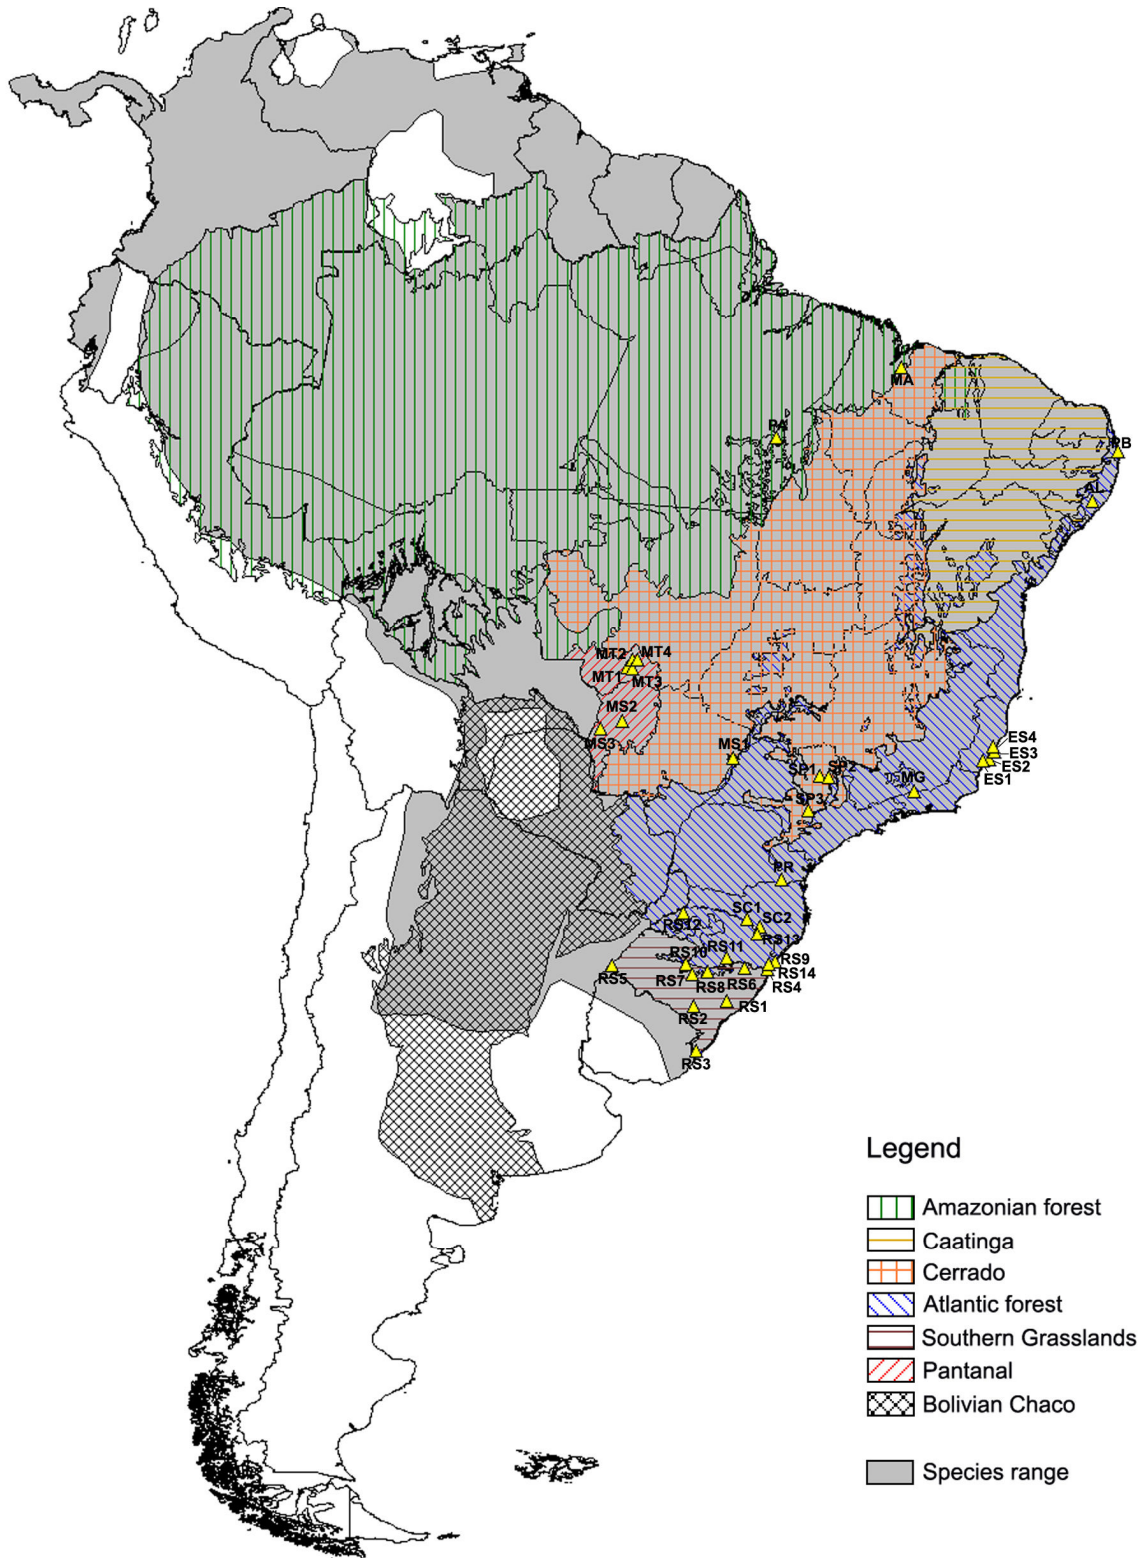 MA
PA
PB
AL
MT2
MT4
MT1
MT3
MS2
MS3
MS1
ES4
ES3
ES2
ES1
SP1
SP2
MG
SP3
PR
SC1
SC2
RS12
RS13
RS11
RS10
RS9
RS5
RS14
RS7
RS8
RS6
RS4
RS1
RS2
RS3
Legend
Amazonian forest
Caatinga
Cerrado
Atlantic forest
Southern Grasslands
Pantanal
Bolivian Chaco
Species range